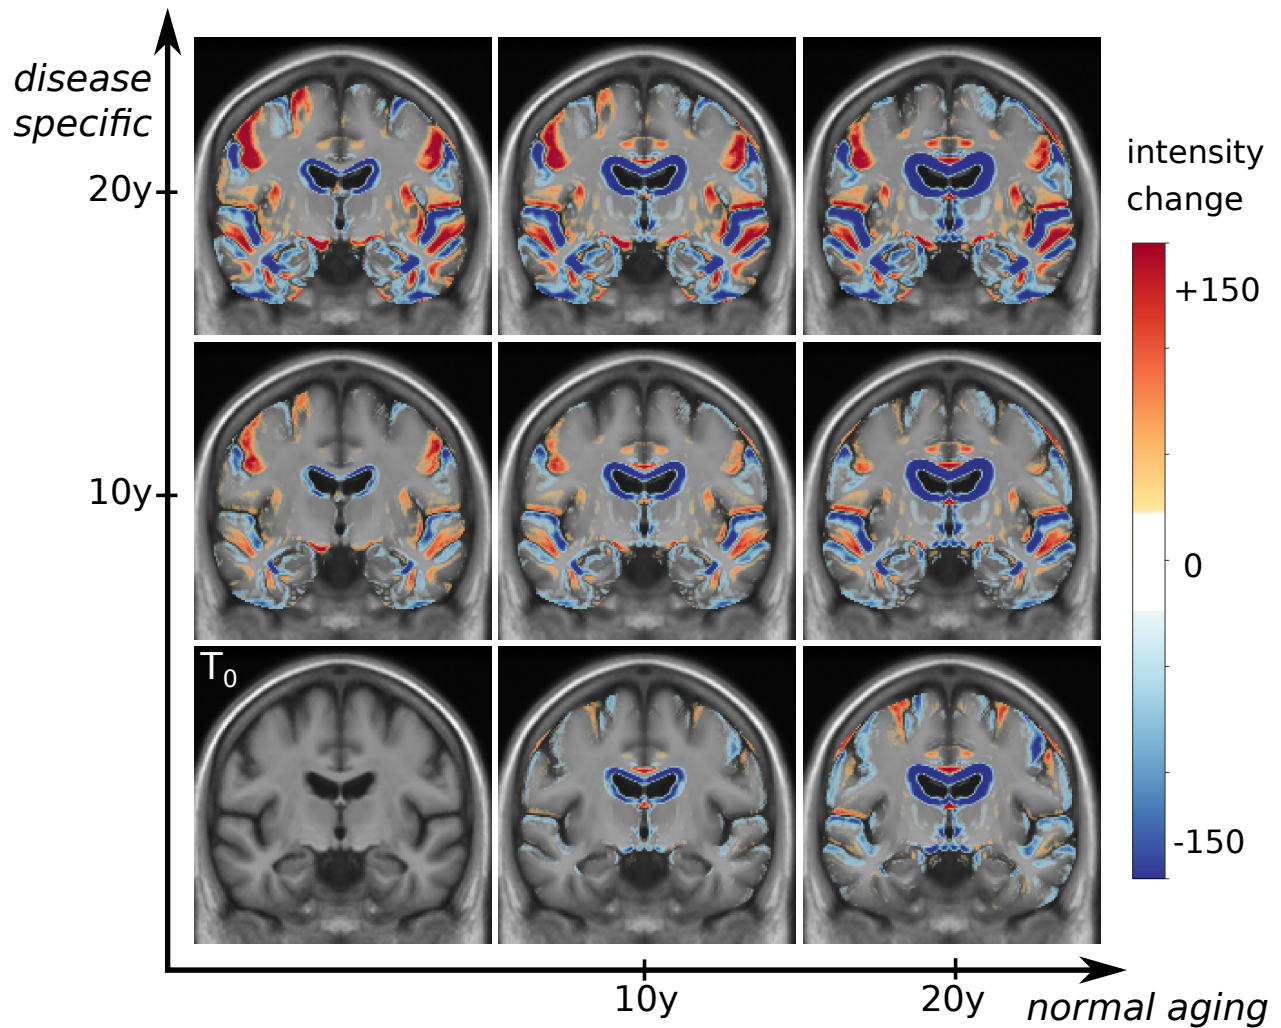 disease
specific
20y
10y
T₀
10y
20y
normal aging
intensity
change
+150
0
-150